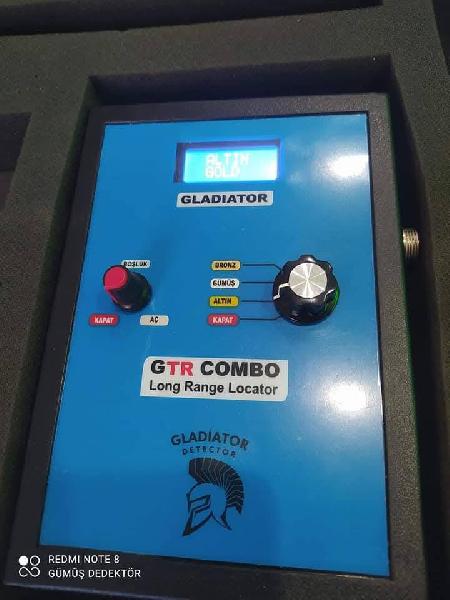 ALTIN
GOLD
GLADIATOR
BOŞLUK
KAPAT
AÇ
BRONZ
GÜMÜŞ
ALTIN
KAPAT
GTR COMBO
Long Range Locator
GLADIATOR
DETECTOR
REDMI NOTE 8
GÜMÜŞ DEDEKTÖR